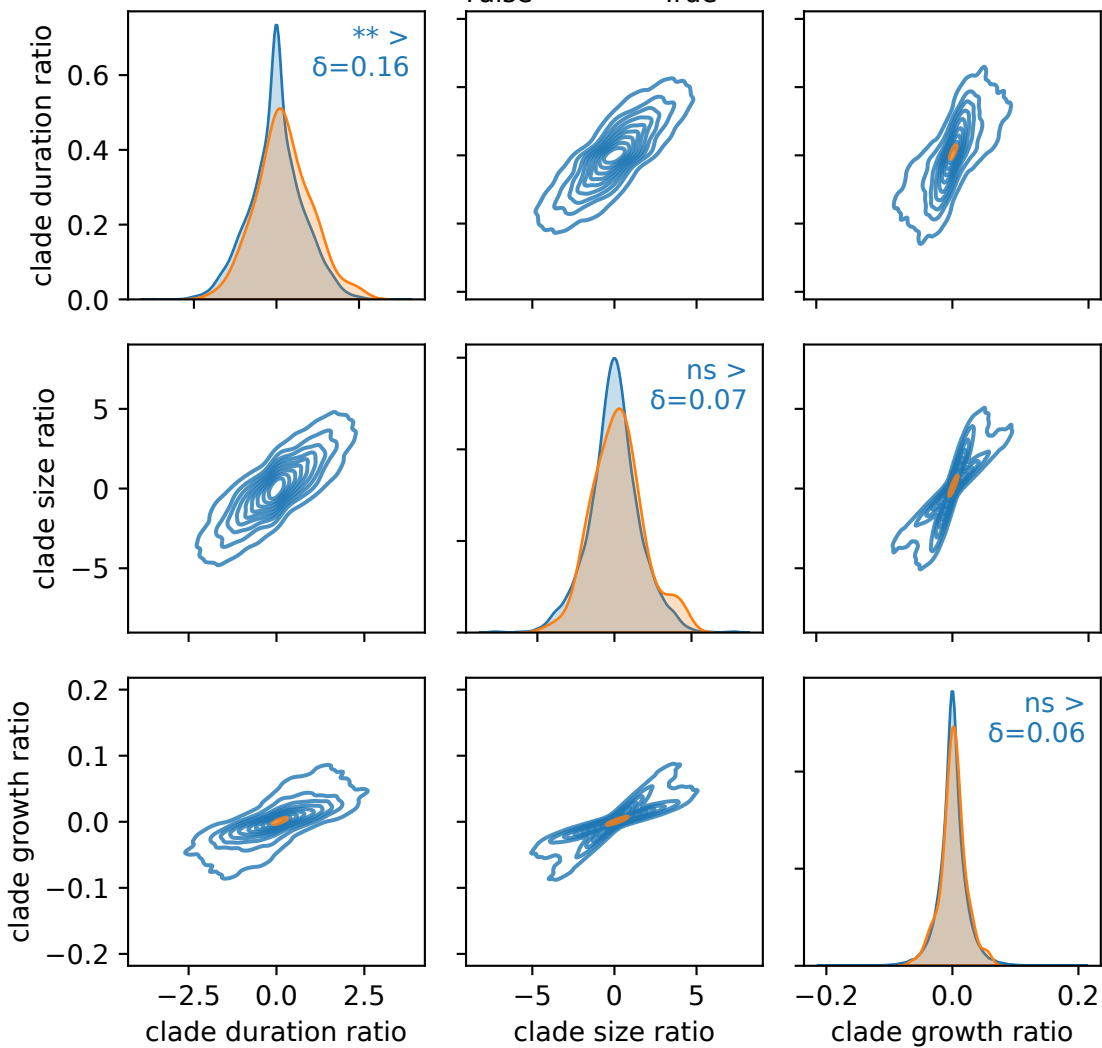 False True
** >
δ=0.16
clade duration ratio
0.6
0.4
0.2
0.0
ns >
δ=0.07
clade size ratio
5
0
−5
ns >
δ=0.06
clade growth ratio
0.2
0.1
0.0
−0.1
−0.2
−2.5 0.0 2.5
−5 0 5
−0.2 0.0 0.2
clade duration ratio
clade size ratio
clade growth ratio